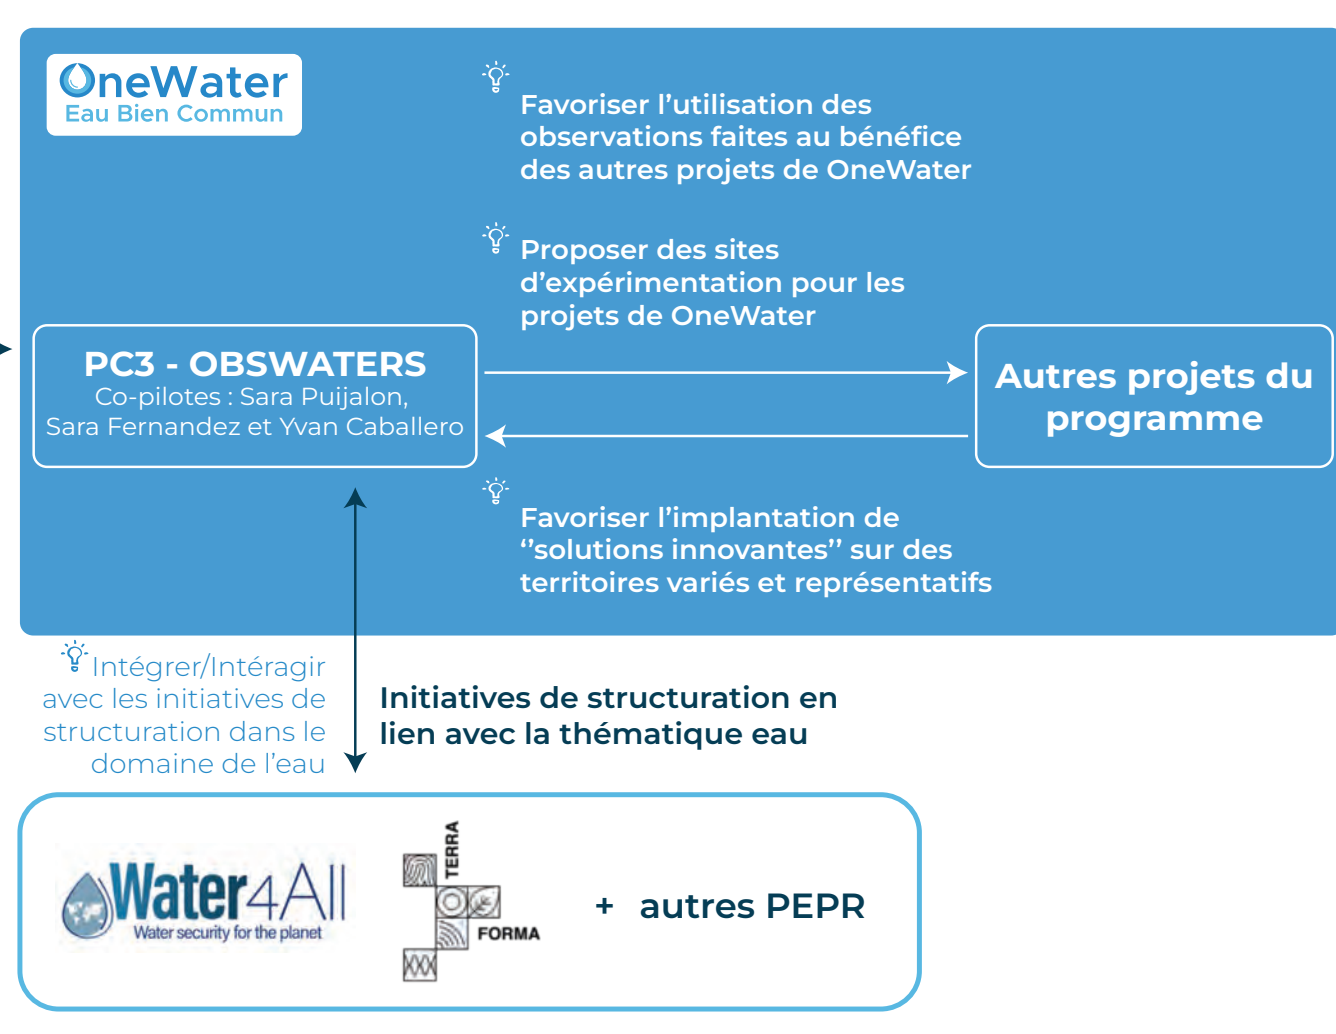 OneWater
Eau Bien Commun
Favoriser l’utilisation des
observations faites au bénéfice
des autres projets de OneWater
Proposer des sites
d’expérimentation pour les
projets de OneWater
PC3 - OBSWATERS
Co-pilotes : Sara Puijalon,
Sara Fernandez et Yvan Caballero
Autres projets du
programme
Favoriser l’implantation de
‘’solutions innovantes’’ sur des
territoires variés et représentatifs
Intégrer/Intéragir
avec les initiatives de
structuration dans le
domaine de l’eau
Initiatives de structuration en
lien avec la thématique eau
Water4All
Water security for the planet
TERRA
FORMA
+ autres PEPR